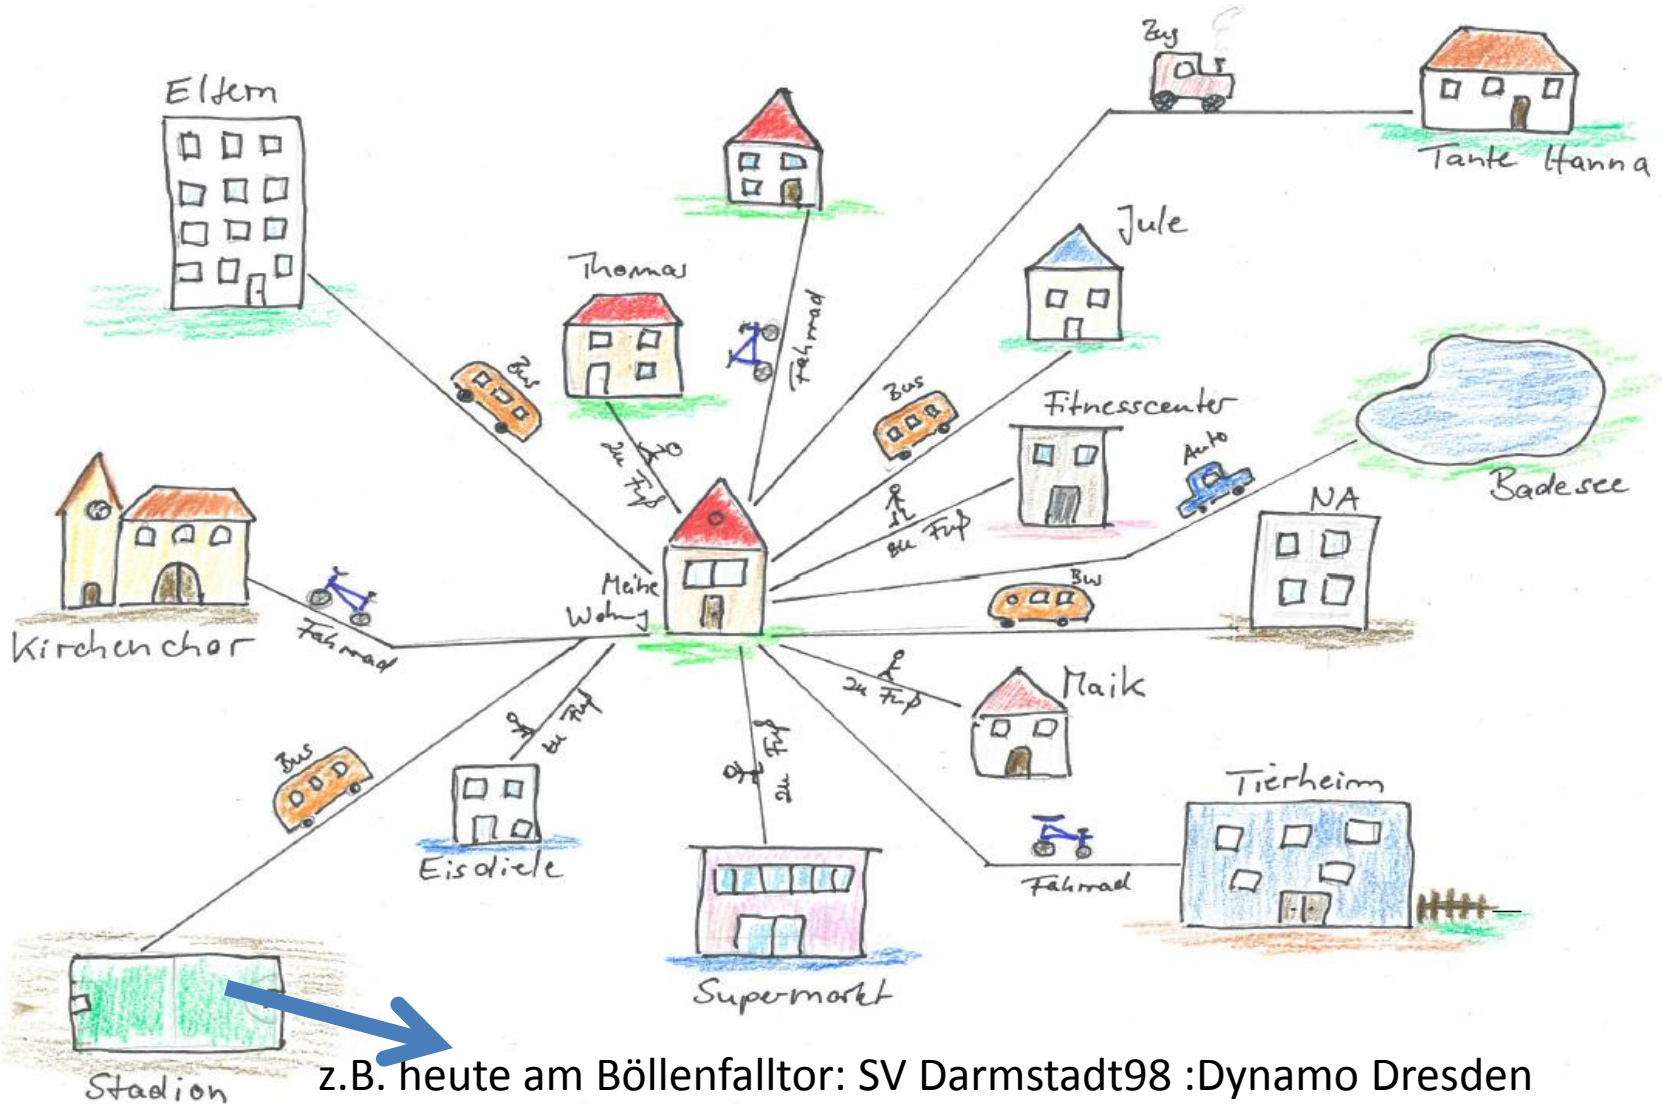 Zug
Eltern
Tante Hanna
Jule
Thomas
Fahrrad
Bus
Bus
Fitnesscenter
zu Fuß
Auto
Badesee
NA
zu Fuß
Meine
Wohnung
Bus
Kirchenchor
Fahrrad
zu Fuß
Maik
zu Fuß
zu Fuß
Bus
Tierheim
Eisdiele
Fahrrad
Supermarkt
z.B. heute am Böllenfalltor: SV Darmstadt98 :Dynamo Dresden
Stadion